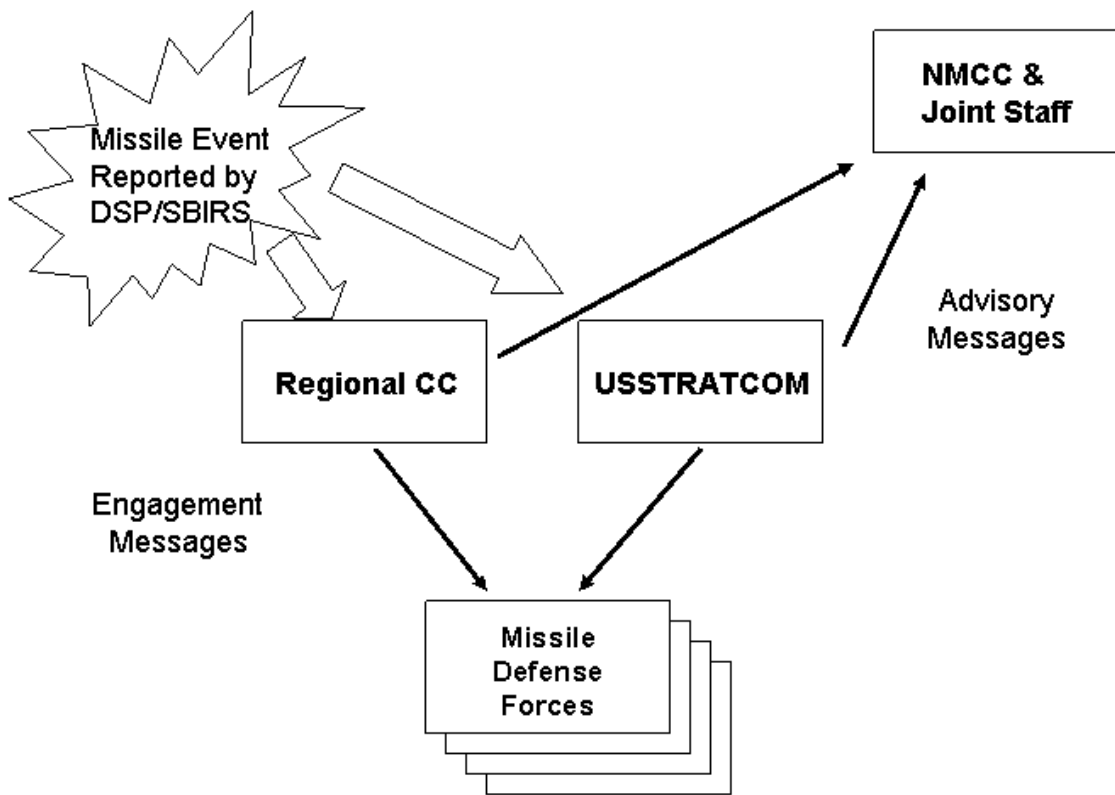 Missile Event
Reported by
DSP/SBIRS
NMCC &
Joint Staff
Regional CC
USSTRATCOM
Advisory
Messages
Engagement
Messages
Missile
Defense
Forces